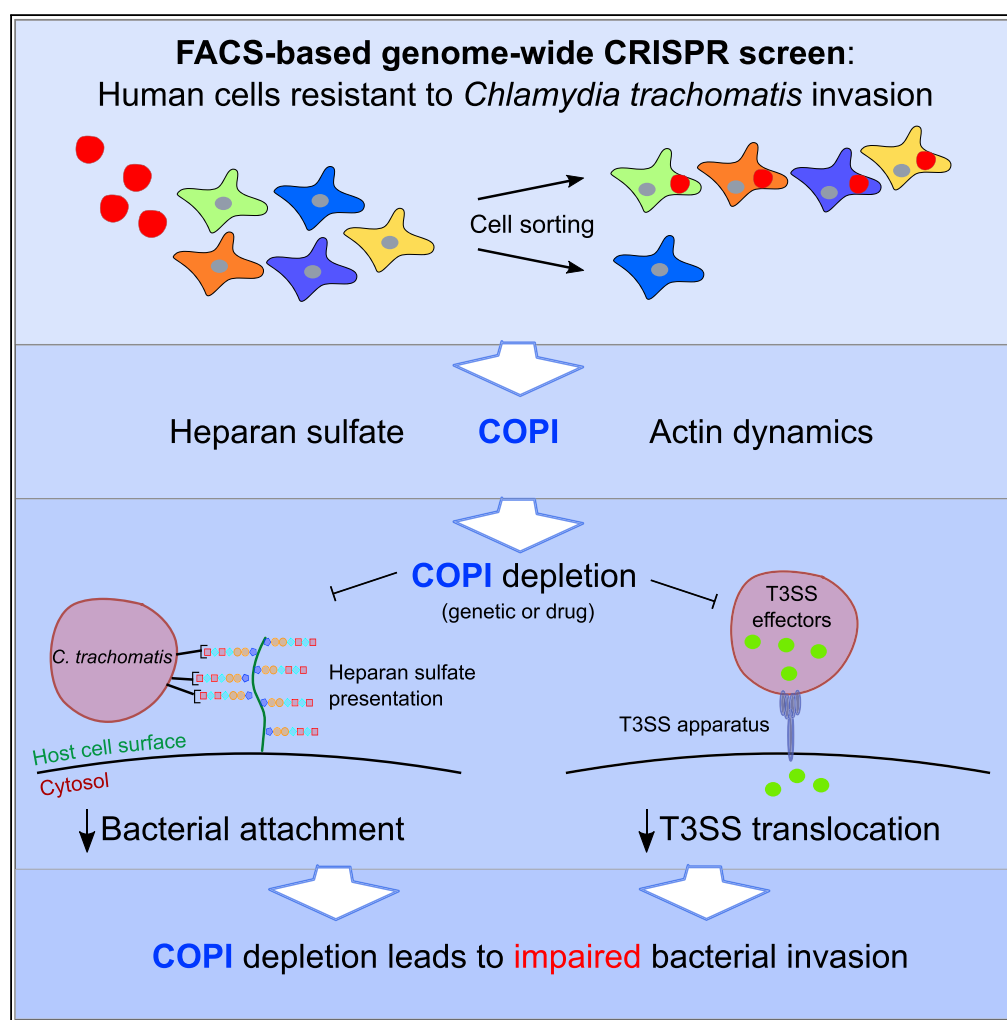 FACS-based genome-wide CRISPR screen:
Human cells resistant to Chlamydia trachomatis invasion
Cell sorting
Heparan sulfate COPI Actin dynamics
COPI depletion
(genetic or drug)
T3SS
effectors
C. trachomatis
Heparan sulfate
presentation
T3SS apparatus
Host cell surface
Cytosol
Bacterial attachment
T3SS translocation
COPI depletion leads to impaired bacterial invasion